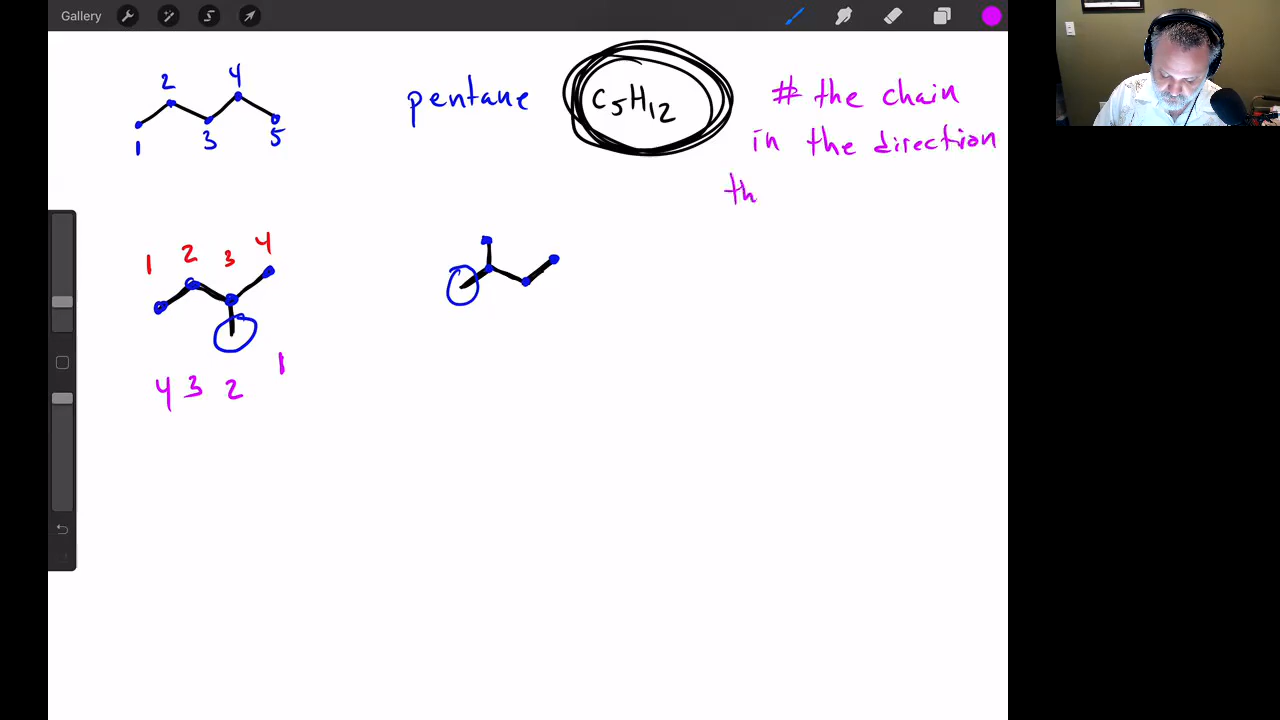 Gallery
2 4
1 3 5
pentane C5H12
# the chain
in the direction
th
1 2 3 4
4 3 2 1